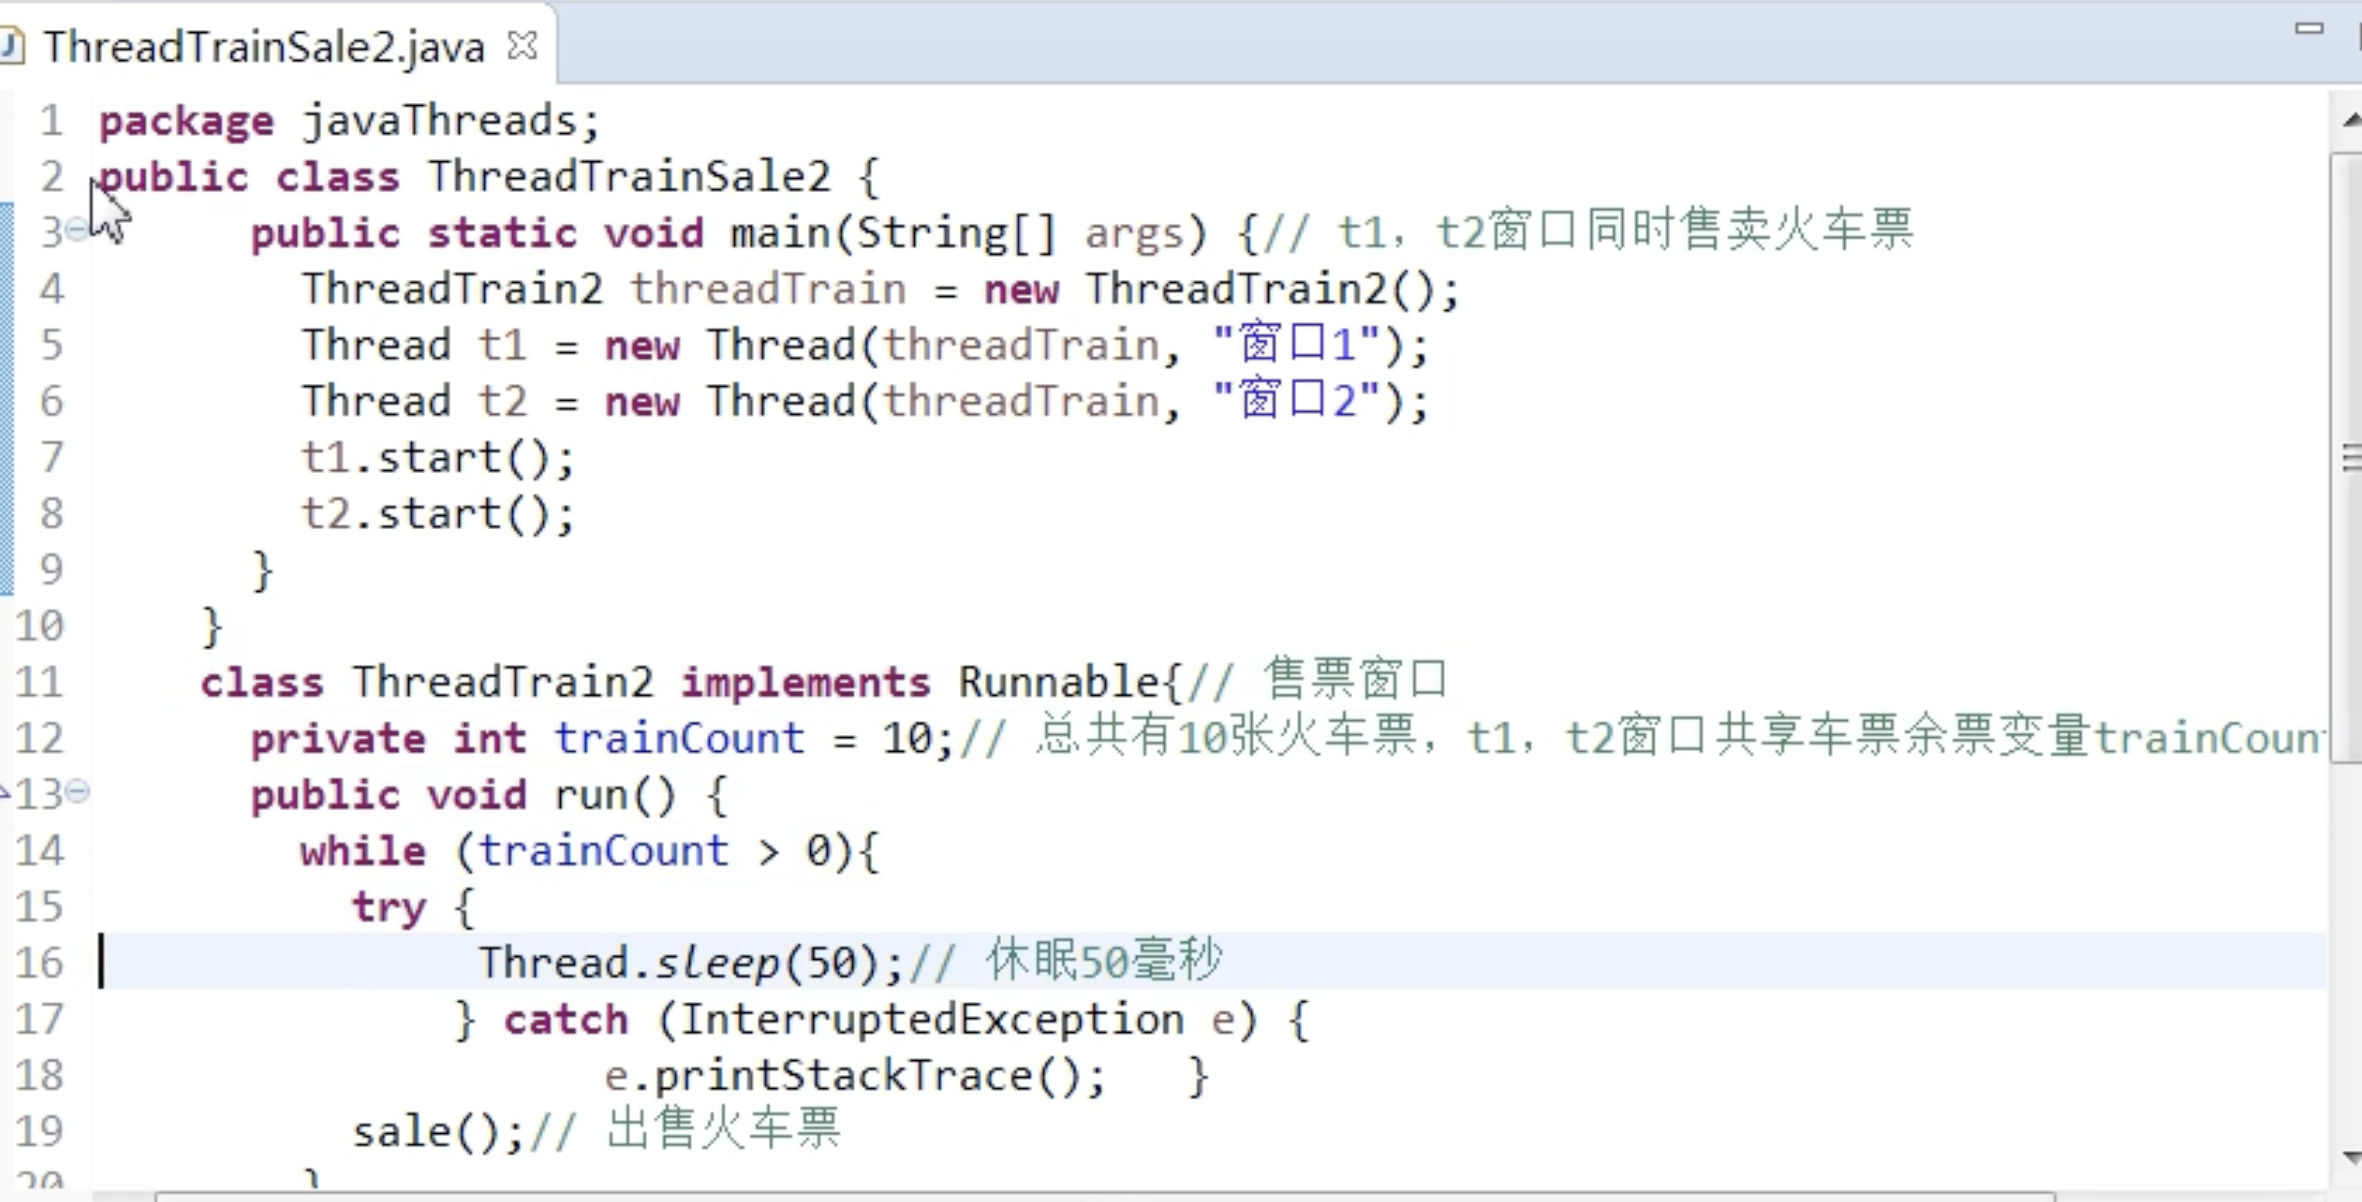 ThreadTrainSale2.java
1 package javaThreads;
2 public class ThreadTrainSale2 {
3 public static void main(String[] args) {// t1，t2窗口同时售卖火车票
4 ThreadTrain2 threadTrain = new ThreadTrain2();
5 Thread t1 = new Thread(threadTrain, "窗口1");
6 Thread t2 = new Thread(threadTrain, "窗口2");
7 t1.start();
8 t2.start();
9 }
10 }
11 class ThreadTrain2 implements Runnable{// 售票窗口
12 private int trainCount = 10;// 总共有10张火车票，t1，t2窗口共享车票余票变量trainCoun
13 public void run() {
14 while (trainCount > 0){
15 try {
16 Thread.sleep(50);// 休眠50毫秒
17 } catch (InterruptedException e) {
18 e.printStackTrace(); }
19 sale();// 出售火车票
20 }